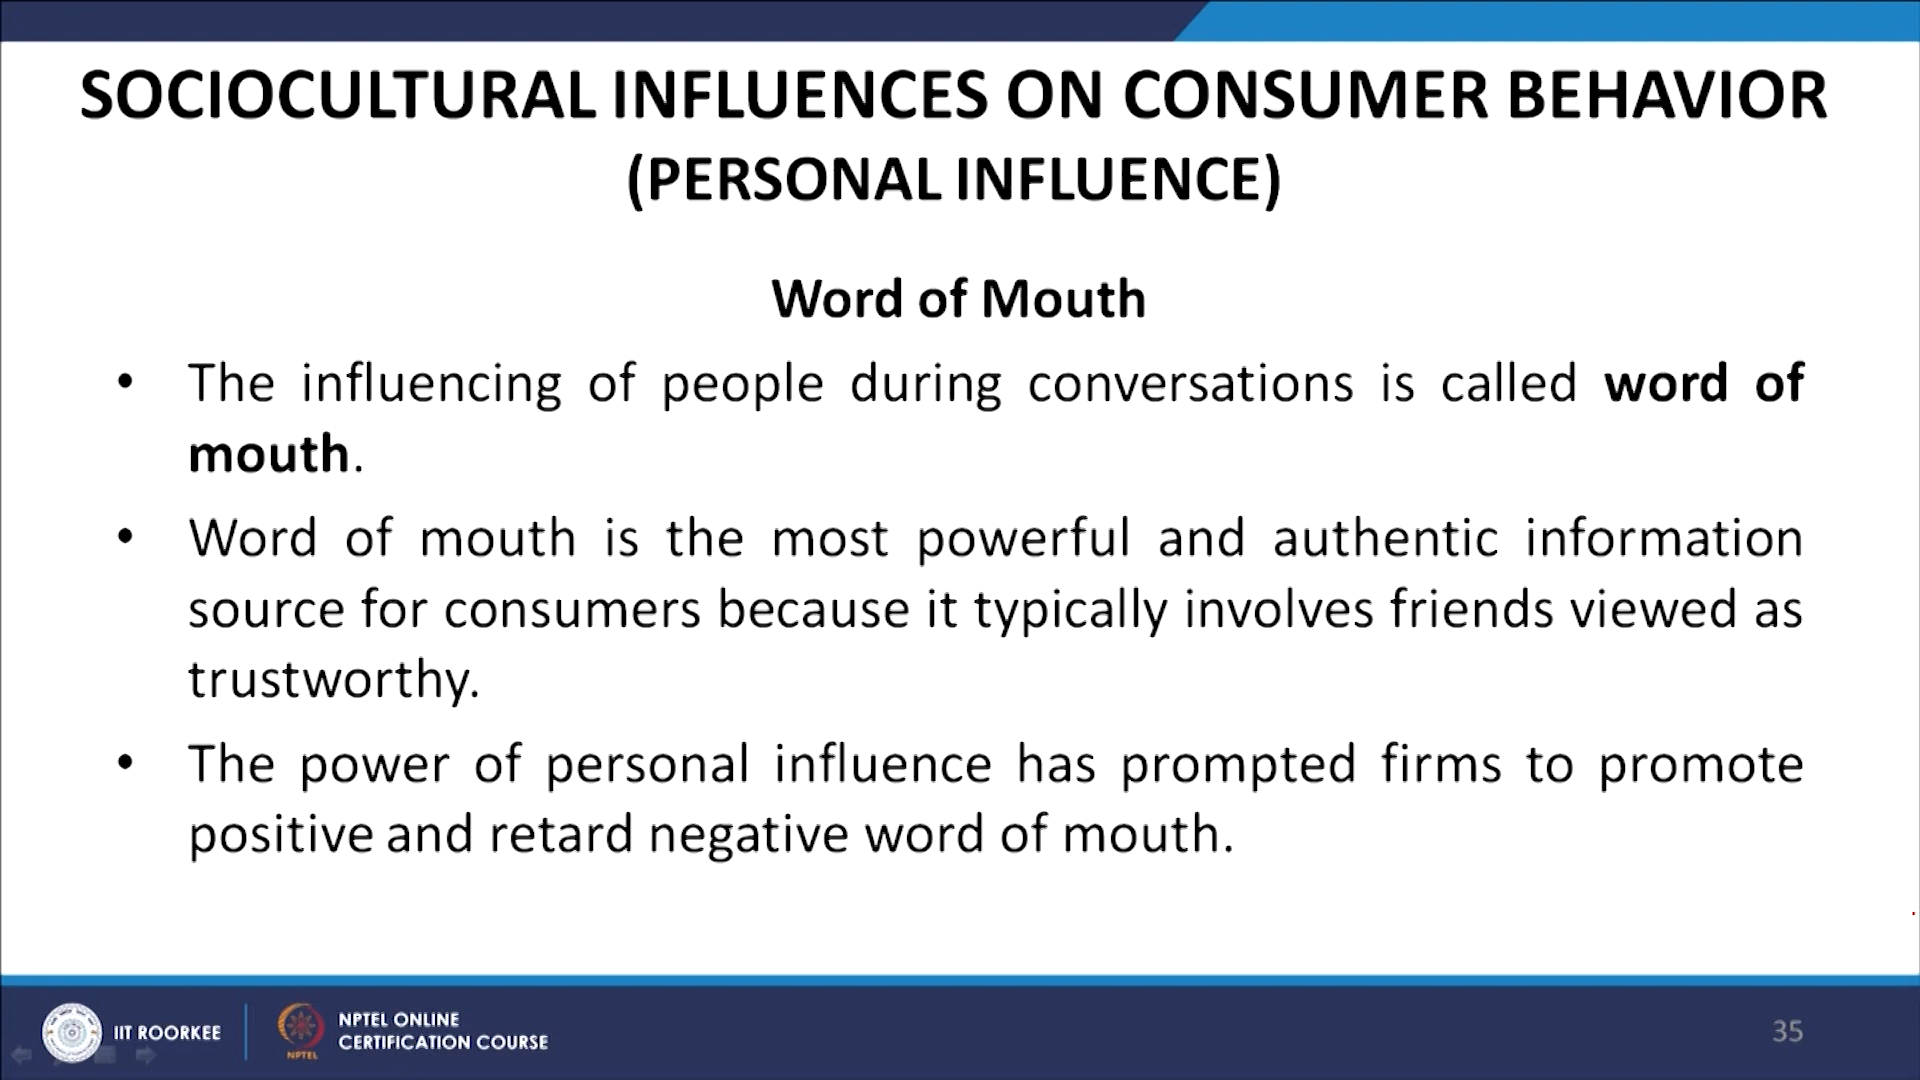 SOCIOCULTURAL INFLUENCES ON CONSUMER BEHAVIOR
(PERSONAL INFLUENCE)
Word of Mouth
• The influencing of people during conversations is called word of
mouth.
• Word of mouth is the most powerful and authentic information
source for consumers because it typically involves friends viewed as
trustworthy.
• The power of personal influence has prompted firms to promote
positive and retard negative word of mouth.
IIT ROORKEE
NPTEL
NPTEL ONLINE
CERTIFICATION COURSE
35